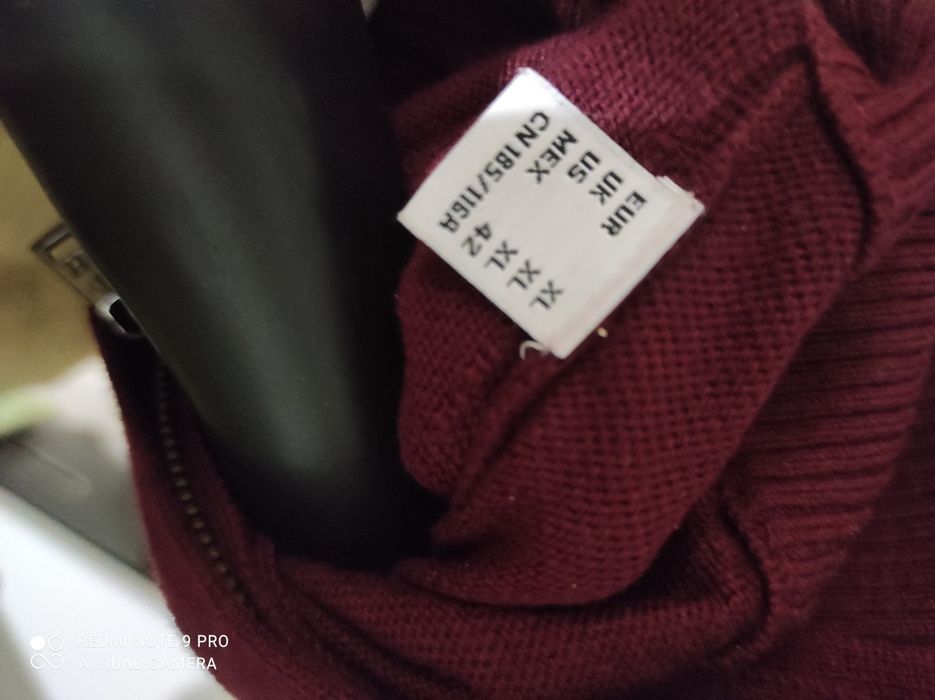 EUR XL
UK XL
US XL
MEX 42
CN 185/116A
REDMI NOTE 9 PRO
AI QUAD CAMERA